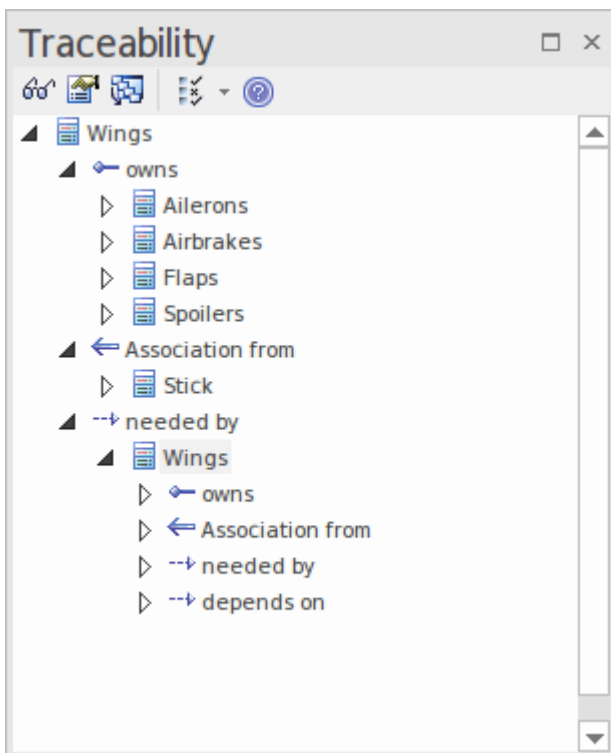 Traceability
Wings
owns
Ailerons
Airbrakes
Flaps
Spoilers
Association from
Stick
needed by
Wings
owns
Association from
needed by
depends on